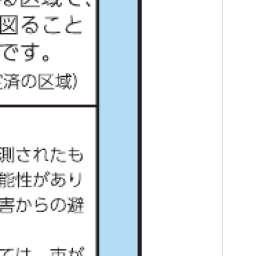 る区域で、
図ること
です。
済の区域）
測されたも
能性があり
害からの避
ては、市が